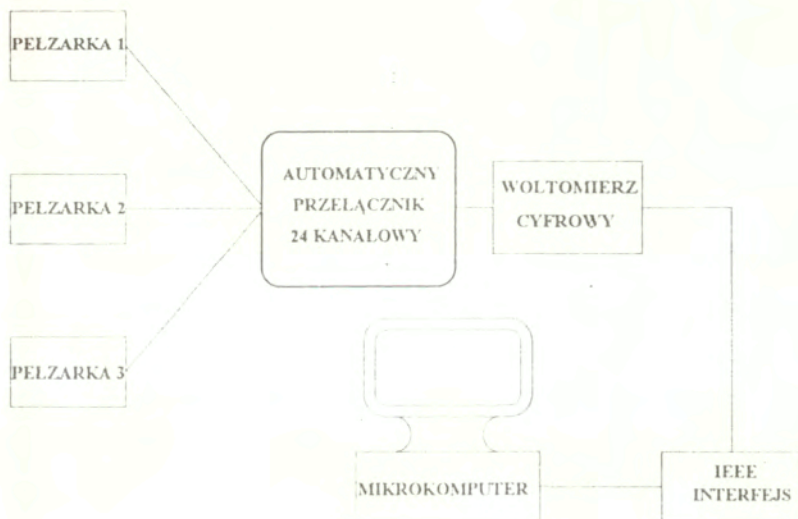 PEŁZARKA 1
AUTOMATYCZNY
PRZEŁĄCZNIK
24 KANAŁOWY
WOLTOMIERZ
CYFROWY
PEŁZARKA 2
PEŁZARKA 3
MIKROKOMPUTER
IEEE
INTERFEJS